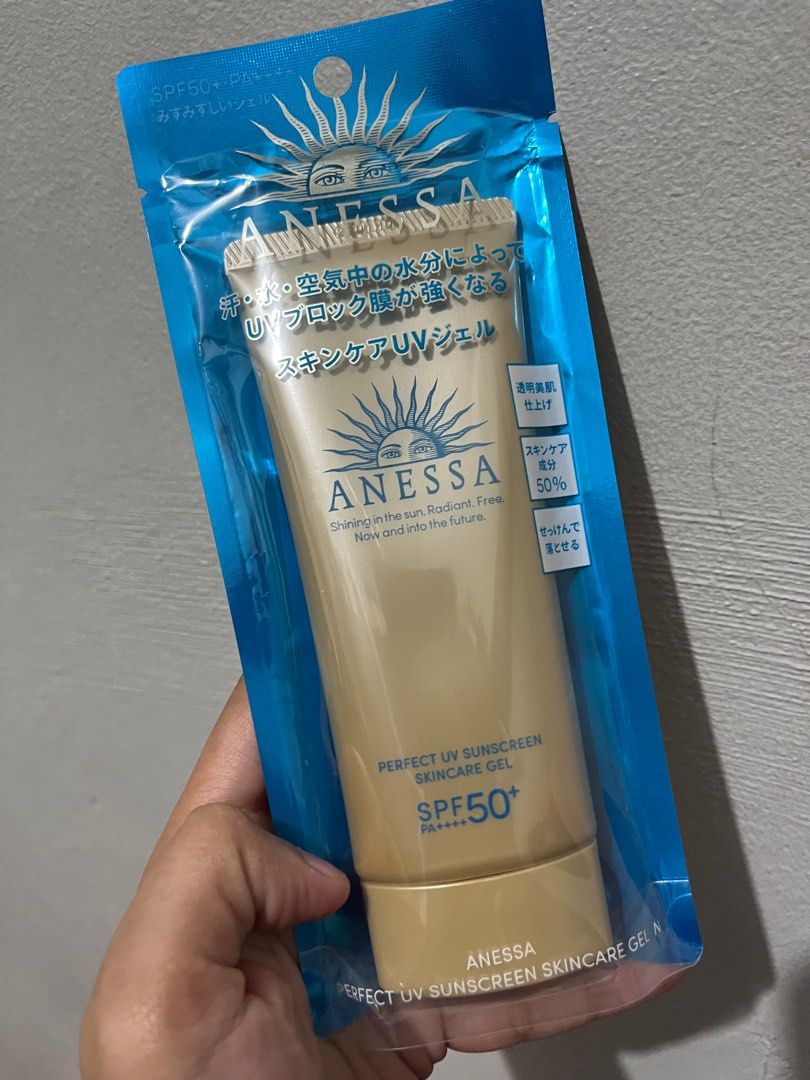 SPF50+・PA++++
みずみずしいジェル
ANESSA
汗・水・空気中の水分によって
UVブロック膜が強くなる
スキンケアUVジェル
透明美肌
仕上げ
スキンケア
成分
50%
せっけんで
落とせる
ANESSA
Shining in the sun. Radiant. Free.
Now and into the future.
PERFECT UV SUNSCREEN
SKINCARE GEL
SPF50+
PA++++
ANESSA
PERFECT UV SUNSCREEN SKINCARE GEL N